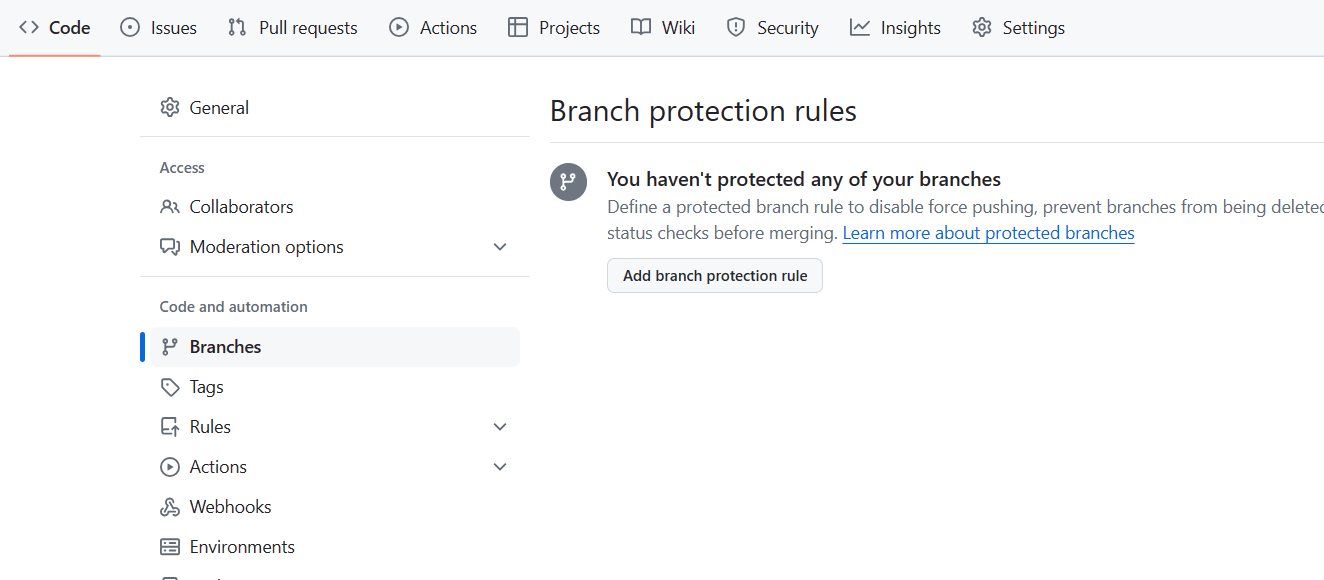 Code Issues Pull requests Actions Projects Wiki Security Insights Settings
General
Access
Collaborators
Moderation options
Code and automation
Branches
Tags
Rules
Actions
Webhooks
Environments
Branch protection rules
You haven't protected any of your branches
Define a protected branch rule to disable force pushing, prevent branches from being deleted
status checks before merging. Learn more about protected branches
Add branch protection rule